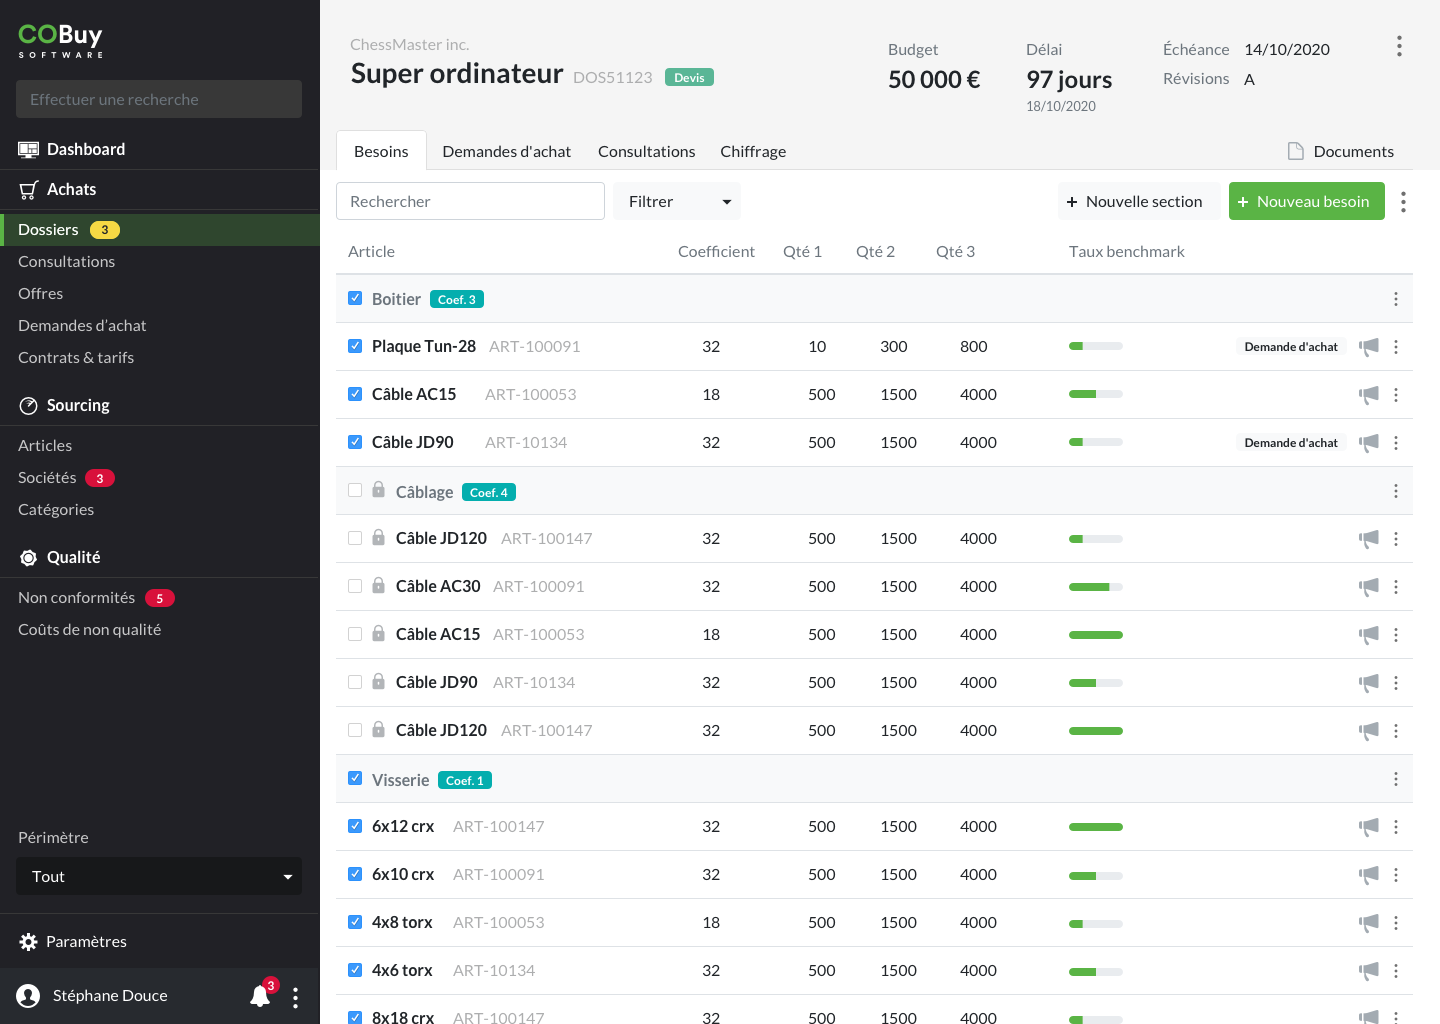 COBuy
SOFTWARE
Effectuer une recherche
Dashboard
Achats
Dossiers 3
Consultations
Offres
Demandes d'achat
Contrats & tarifs
Sourcing
Articles
Sociétés 3
Catégories
Qualité
Non conformités 5
Coûts de non qualité
Périmètre
Tout
Paramètres
Stéphane Douce 3
ChessMaster inc.
Super ordinateur DOS51123 Devis
Budget
50 000 €
Délai
97 jours
18/10/2020
Échéance 14/10/2020
Révisions A
Besoins Demandes d'achat Consultations Chiffrage Documents
Rechercher Filtrer + Nouvelle section + Nouveau besoin
Article Coefficient Qté 1 Qté 2 Qté 3 Taux benchmark
Boitier Coef. 3
Plaque Tun-28 ART-100091 32 10 300 800 Demande d'achat
Câble AC15 ART-100053 18 500 1500 4000
Câble JD90 ART-10134 32 500 1500 4000 Demande d'achat
Câblage Coef. 4
Câble JD120 ART-100147 32 500 1500 4000
Câble AC30 ART-100091 32 500 1500 4000
Câble AC15 ART-100053 18 500 1500 4000
Câble JD90 ART-10134 32 500 1500 4000
Câble JD120 ART-100147 32 500 1500 4000
Visserie Coef. 1
6x12 crx ART-100147 32 500 1500 4000
6x10 crx ART-100091 32 500 1500 4000
4x8 torx ART-100053 18 500 1500 4000
4x6 torx ART-10134 32 500 1500 4000
8x18 crx ART-100147 32 500 1500 4000